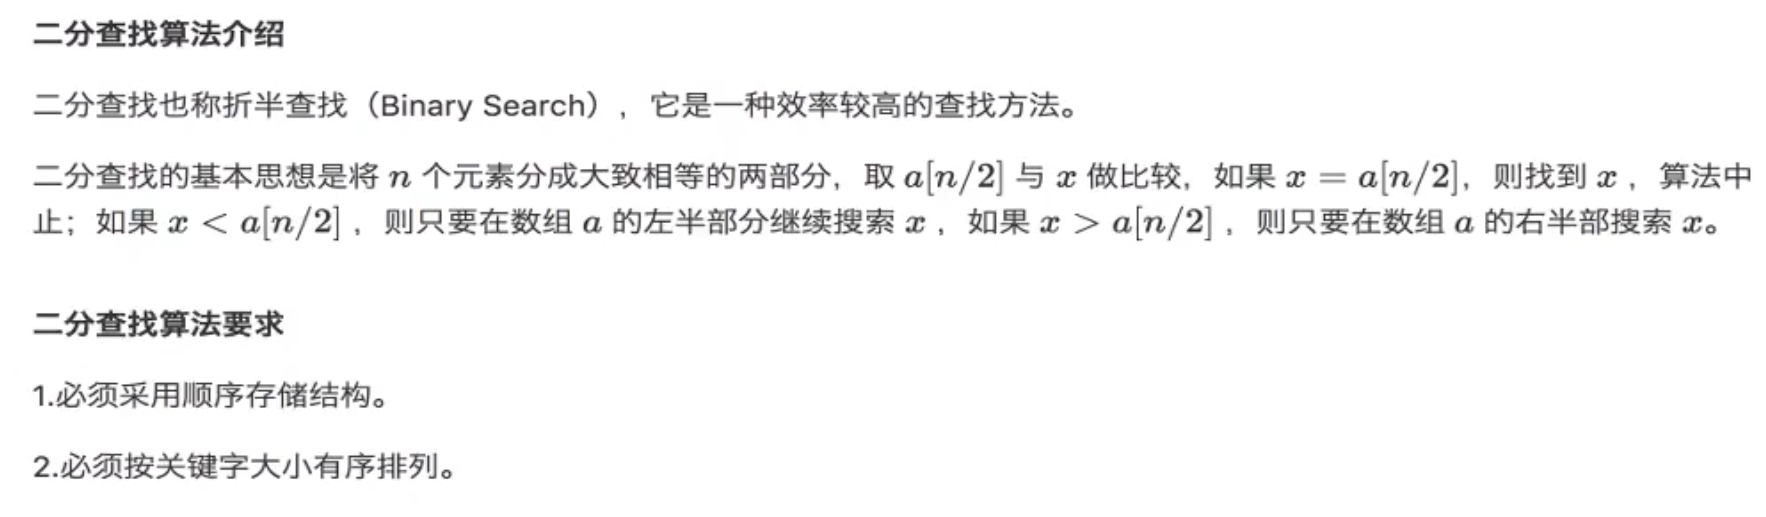 二分查找算法介绍
二分查找也称折半查找（Binary Search），它是一种效率较高的查找方法。
二分查找的基本思想是将 n 个元素分成大致相等的两部分，取 a[n/2] 与 x 做比较，如果 x = a[n/2]，则找到 x ，算法中
止；如果 x < a[n/2] ，则只要在数组 a 的左半部分继续搜索 x ，如果 x > a[n/2] ，则只要在数组 a 的右半部搜索 x。
二分查找算法要求
1.必须采用顺序存储结构。
2.必须按关键字大小有序排列。